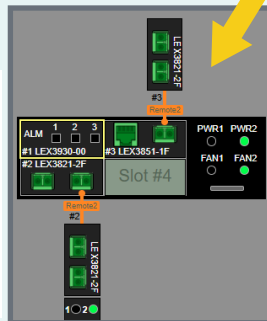 LEX3821-2F
#3
Remote2
ALM 1 2 3
#1 LEX3930-00
#3 LEX3851-1F
PWR1 PWR2
FAN1 FAN2
#2 LEX3821-2F
Slot #4
Remote2
#2
LEX3821-2F
1 2